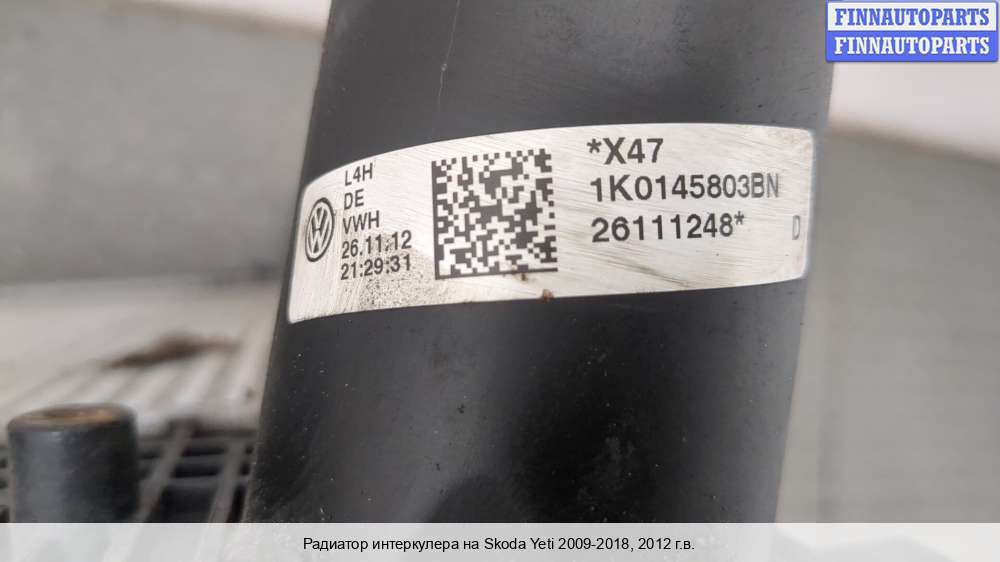 FINNAUTOPARTS
FINNAUTOPARTS
L4H
DE
VWH
26.11.12
21:29:31
*X47
1K0145803BN
26111248*
D
Радиатор интеркулера на Skoda Yeti 2009-2018, 2012 г.в.